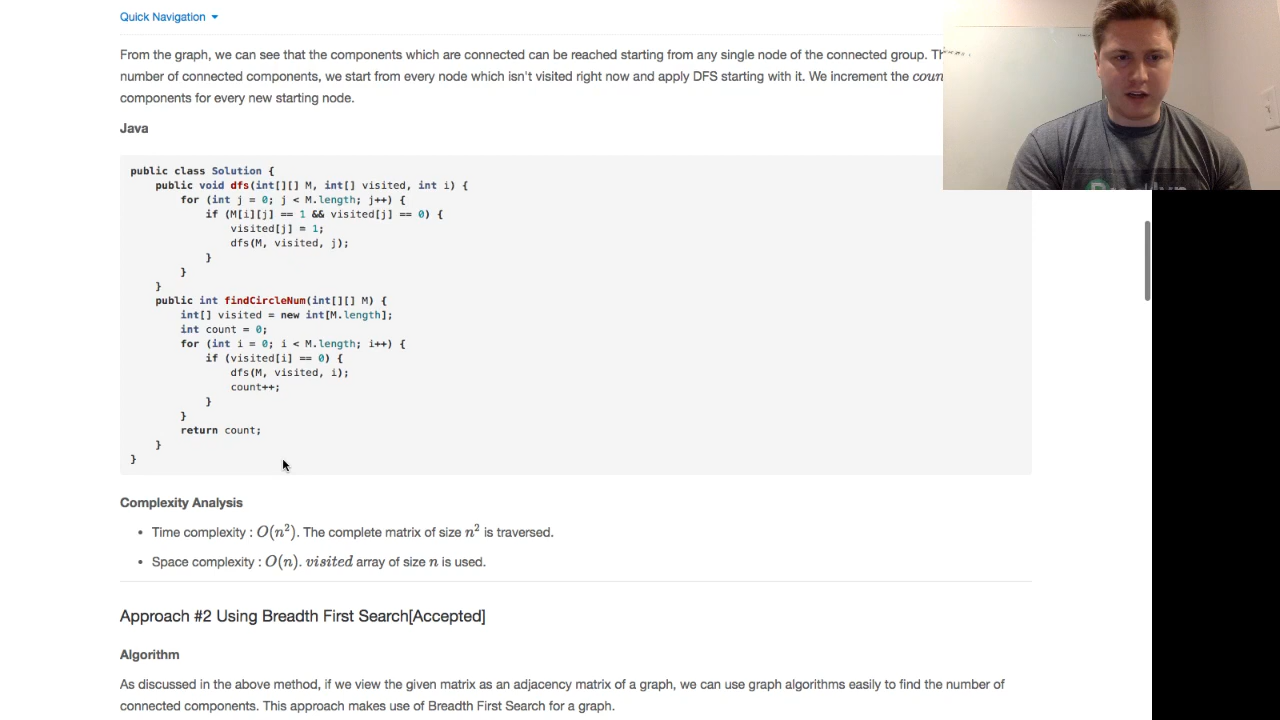 Quick Navigation
From the graph, we can see that the components which are connected can be reached starting from any single node of the connected group.
number of connected components, we start from every node which isn't visited right now and apply DFS starting with it. We increment the
components for every new starting node.
Java
public class Solution {
    public void dfs(int[][] M, int[] visited, int i) {
        for (int j = 0; j < M.length; j++) {
            if (M[i][j] == 1 && visited[j] == 0) {
                visited[j] = 1;
                dfs(M, visited, j);
            }
        }
    }
    public int findCircleNum(int[][] M) {
        int[] visited = new int[M.length];
        int count = 0;
        for (int i = 0; i < M.length; i++) {
            if (visited[i] == 0) {
                dfs(M, visited, i);
                count++;
            }
        }
        return count;
    }
}
Complexity Analysis
• Time complexity : O(n²). The complete matrix of size n² is traversed.
• Space complexity : O(n). visited array of size n is used.
Approach #2 Using Breadth First Search[Accepted]
Algorithm
As discussed in the above method, if we view the given matrix as an adjacency matrix of a graph, we can use graph algorithms easily to find the number of
connected components. This approach makes use of Breadth First Search for a graph.